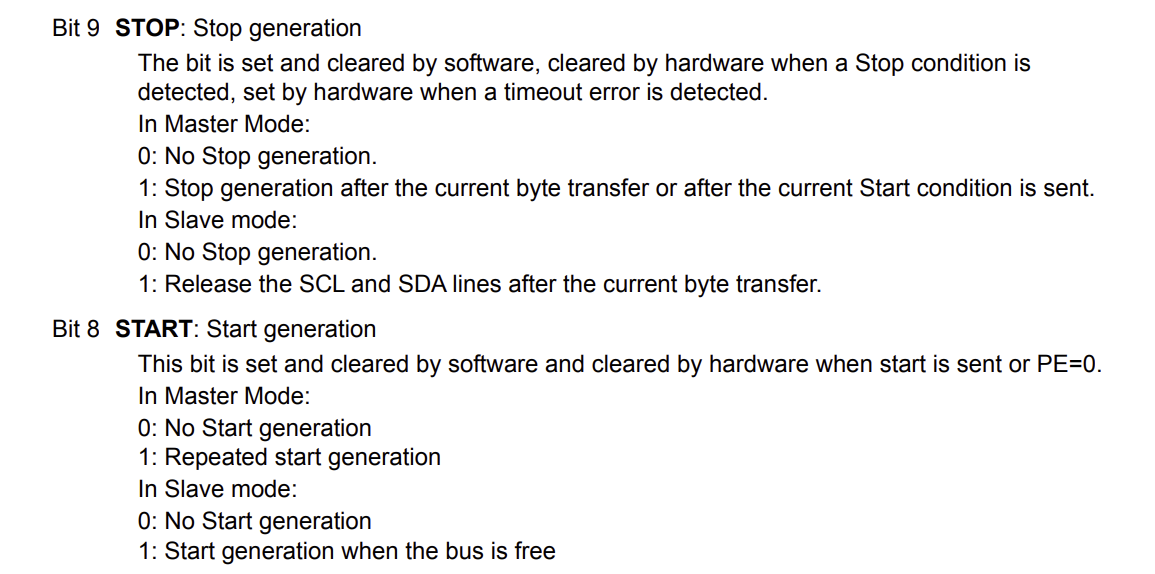 Bit 9 STOP: Stop generation
The bit is set and cleared by software, cleared by hardware when a Stop condition is
detected, set by hardware when a timeout error is detected.
In Master Mode:
0: No Stop generation.
1: Stop generation after the current byte transfer or after the current Start condition is sent.
In Slave mode:
0: No Stop generation.
1: Release the SCL and SDA lines after the current byte transfer.
Bit 8 START: Start generation
This bit is set and cleared by software and cleared by hardware when start is sent or PE=0.
In Master Mode:
0: No Start generation
1: Repeated start generation
In Slave mode:
0: No Start generation
1: Start generation when the bus is free